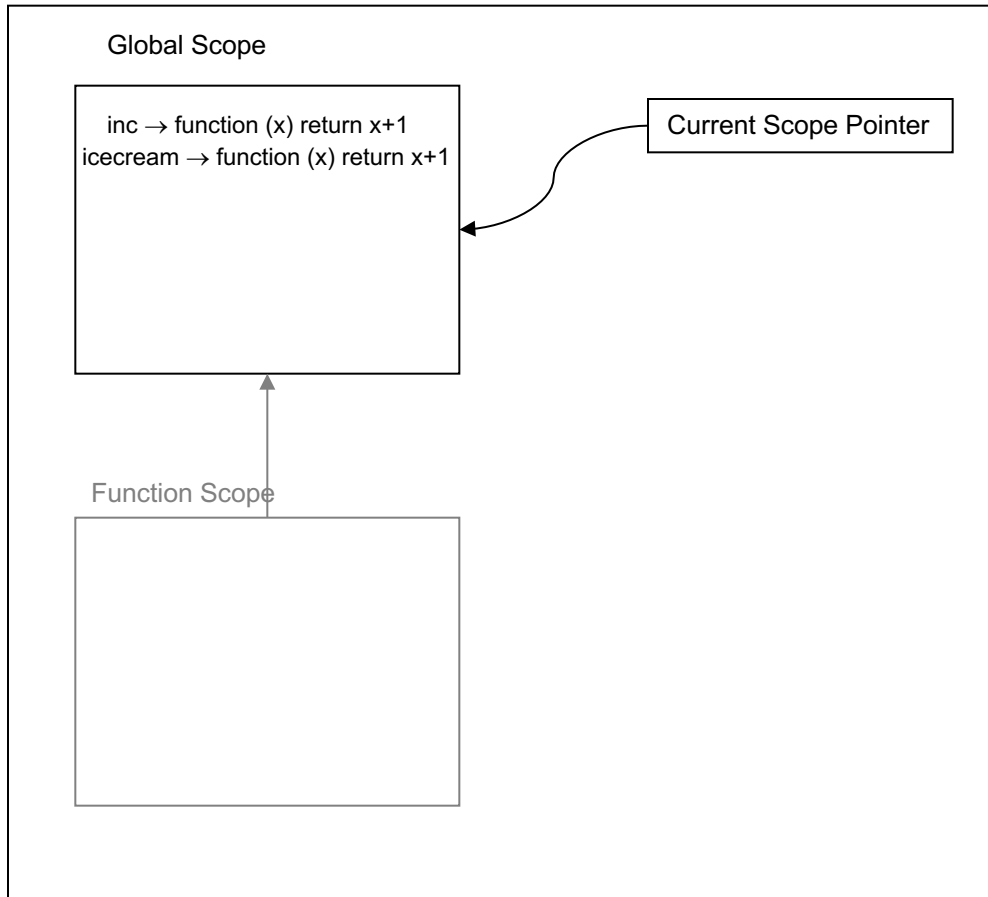 Global Scope
inc → function (x) return x+1
icecream → function (x) return x+1
Current Scope Pointer
Function Scope